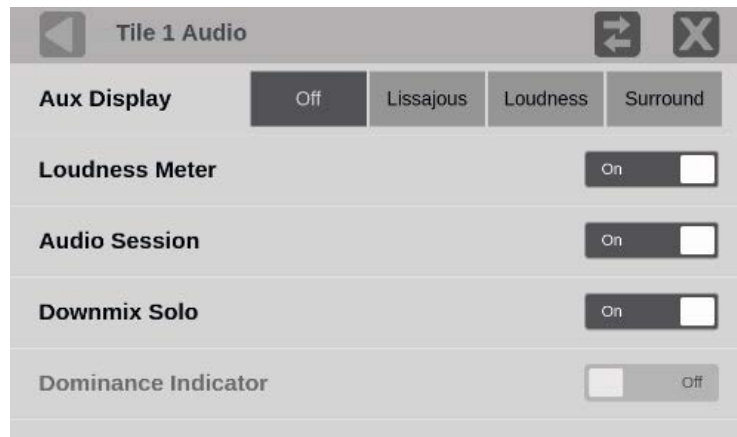 Tile 1 Audio
Aux Display Off Lissajous Loudness Surround
Loudness Meter On
Audio Session On
Downmix Solo On
Dominance Indicator Off